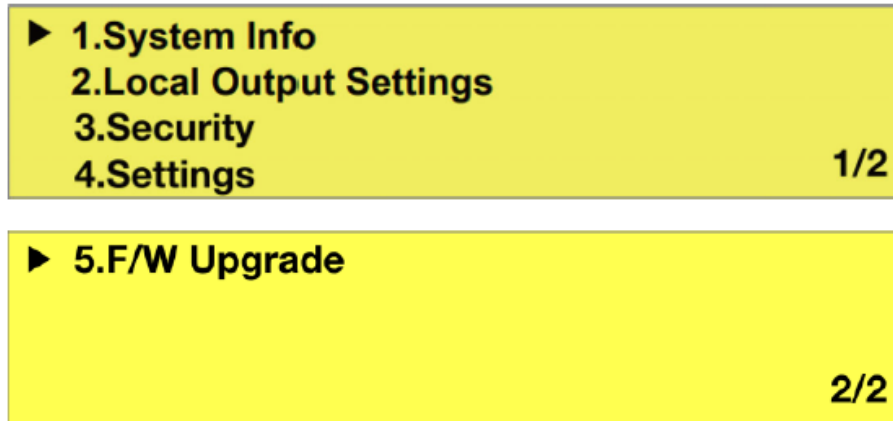 ▶ 1.System Info
2.Local Output Settings
3.Security
4.Settings
1/2
▶ 5.F/W Upgrade
2/2